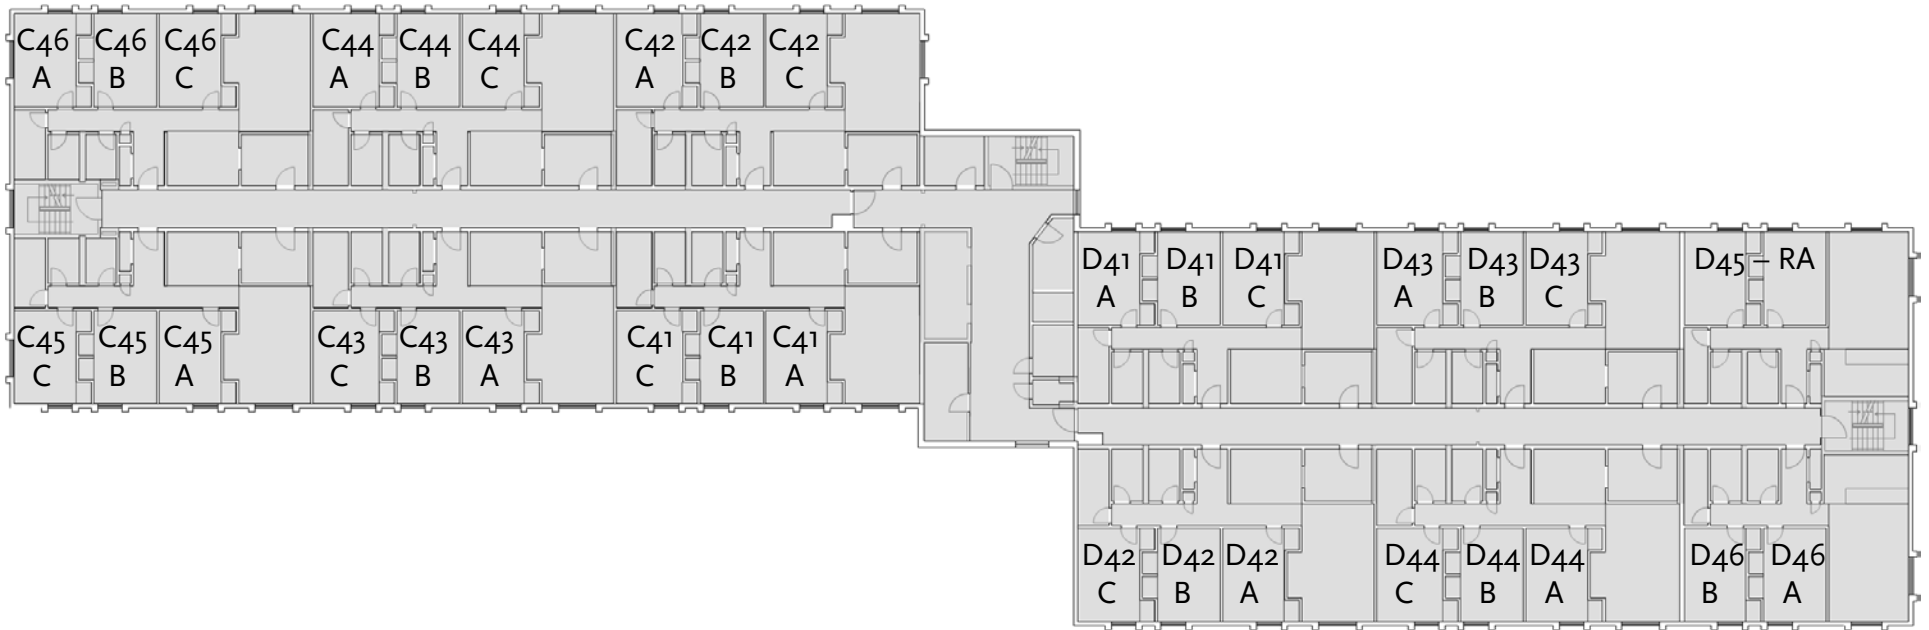 C46 C46 C46 C44 C44 C44 C42 C42 C42
A B C A B C A B C
D41 D41 D41 D43 D43 D43 D45 – RA
A B C A B C
C45 C45 C45 C43 C43 C43 C41 C41 C41
C B A C B A C B A
D42 D42 D42 D44 D44 D44 D46 D46
C B A C B A B A